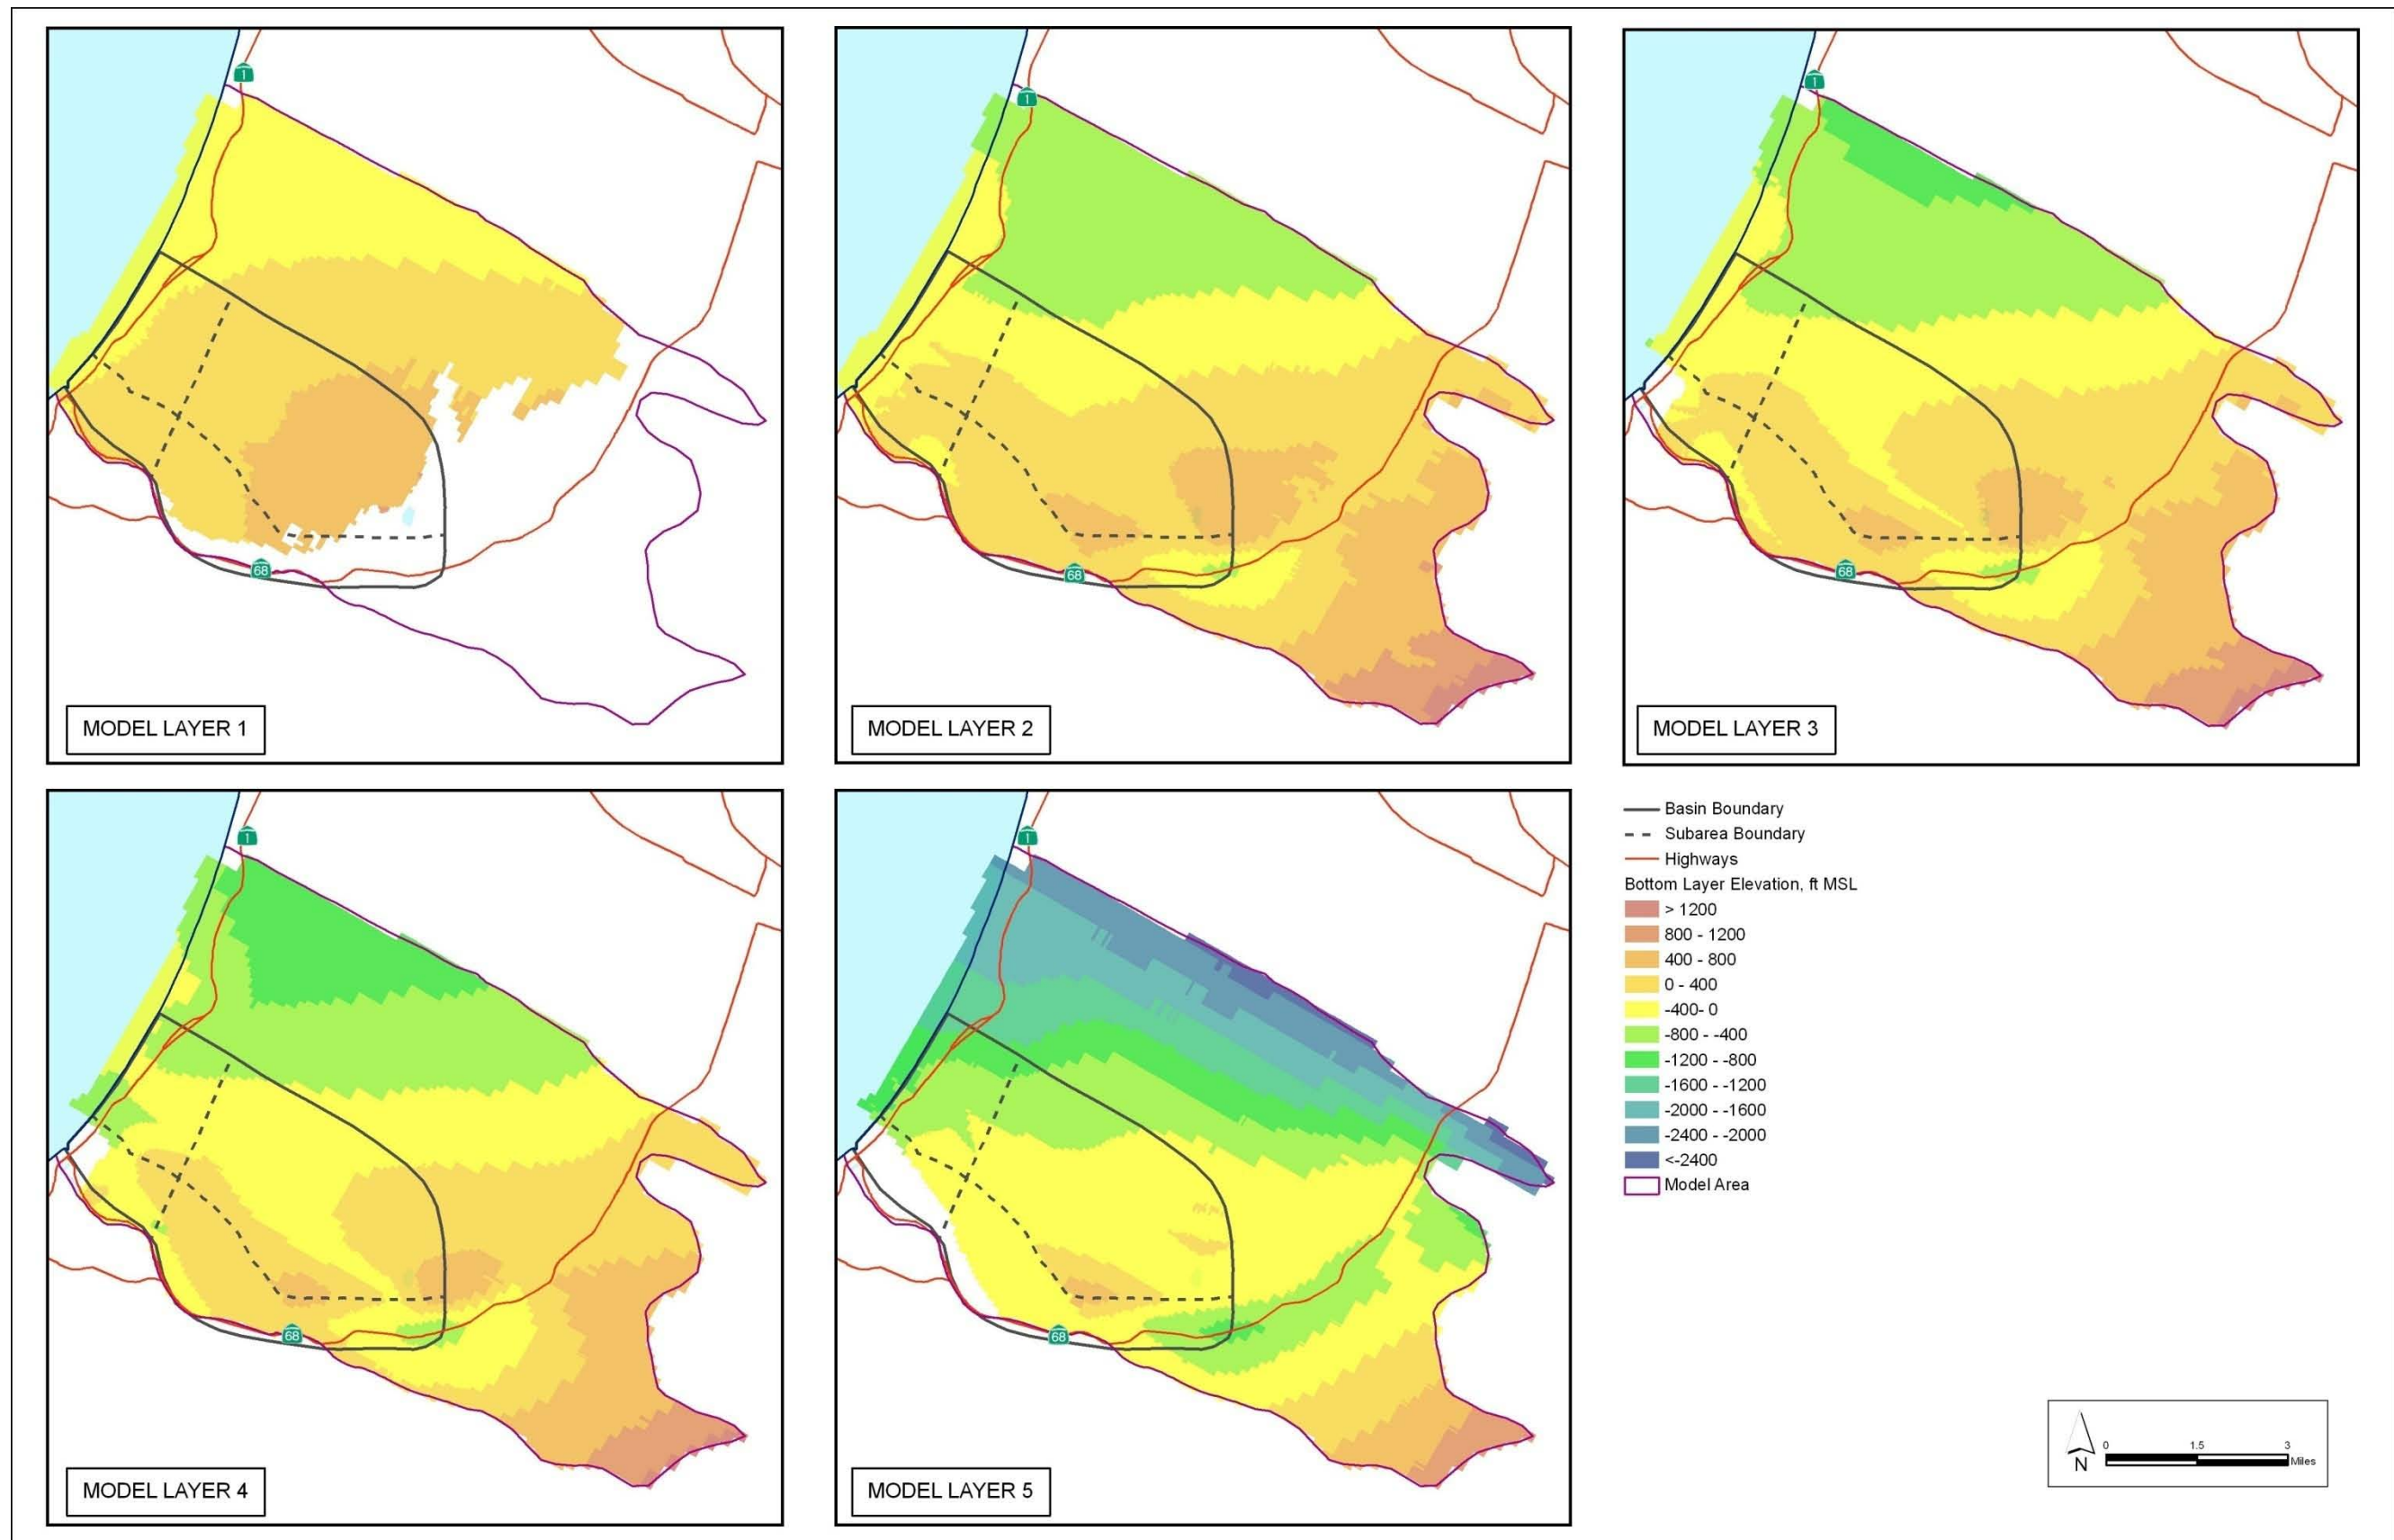 1
1
1
68
68
68
MODEL LAYER 1
MODEL LAYER 2
MODEL LAYER 3
1
1
68
68
MODEL LAYER 4
MODEL LAYER 5
Basin Boundary
Subarea Boundary
Highways
Bottom Layer Elevation, ft MSL
> 1200
800 - 1200
400 - 800
0 - 400
-400- 0
-800 - -400
-1200 - -800
-1600 - -1200
-2000 - -1600
-2400 - -2000
<-2400
Model Area
0 1.5 3
Miles
N